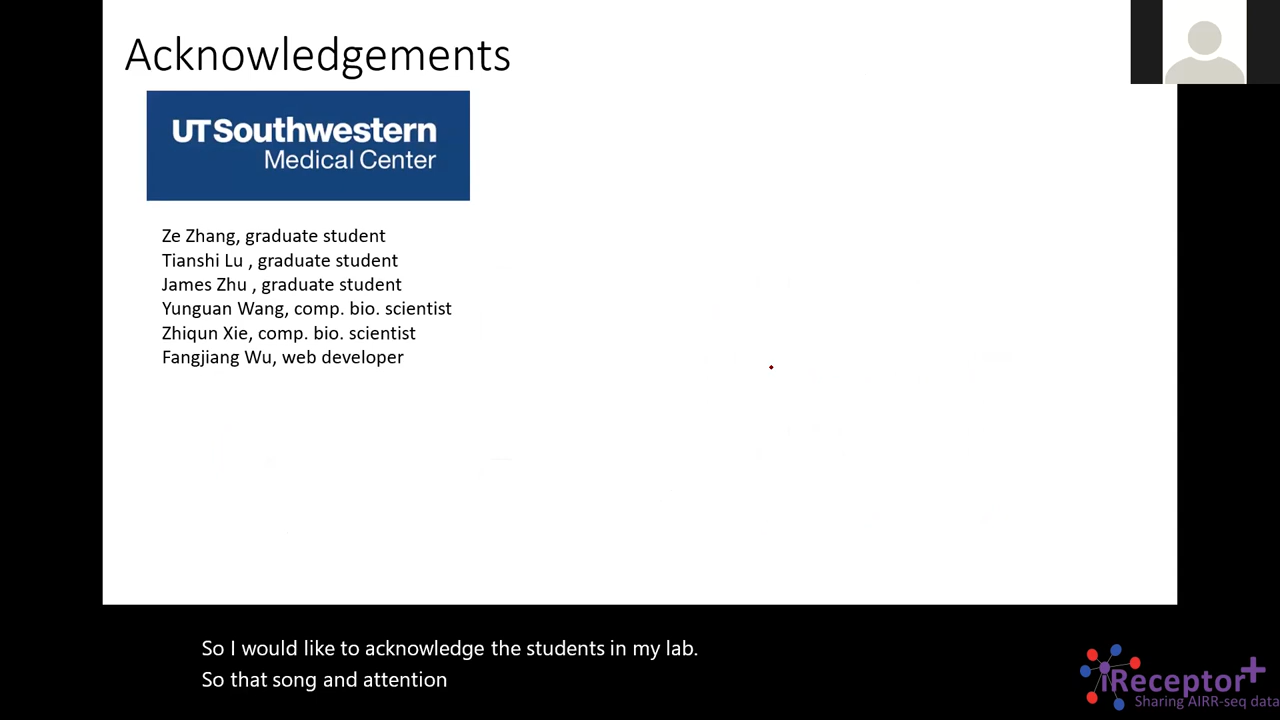 Acknowledgements
UT Southwestern
Medical Center
Ze Zhang, graduate student
Tianshi Lu , graduate student
James Zhu , graduate student
Yunguan Wang, comp. bio. scientist
Zhiqun Xie, comp. bio. scientist
Fangjiang Wu, web developer
So I would like to acknowledge the students in my lab.
So that song and attention
iReceptor+
Sharing AIRR-seq data